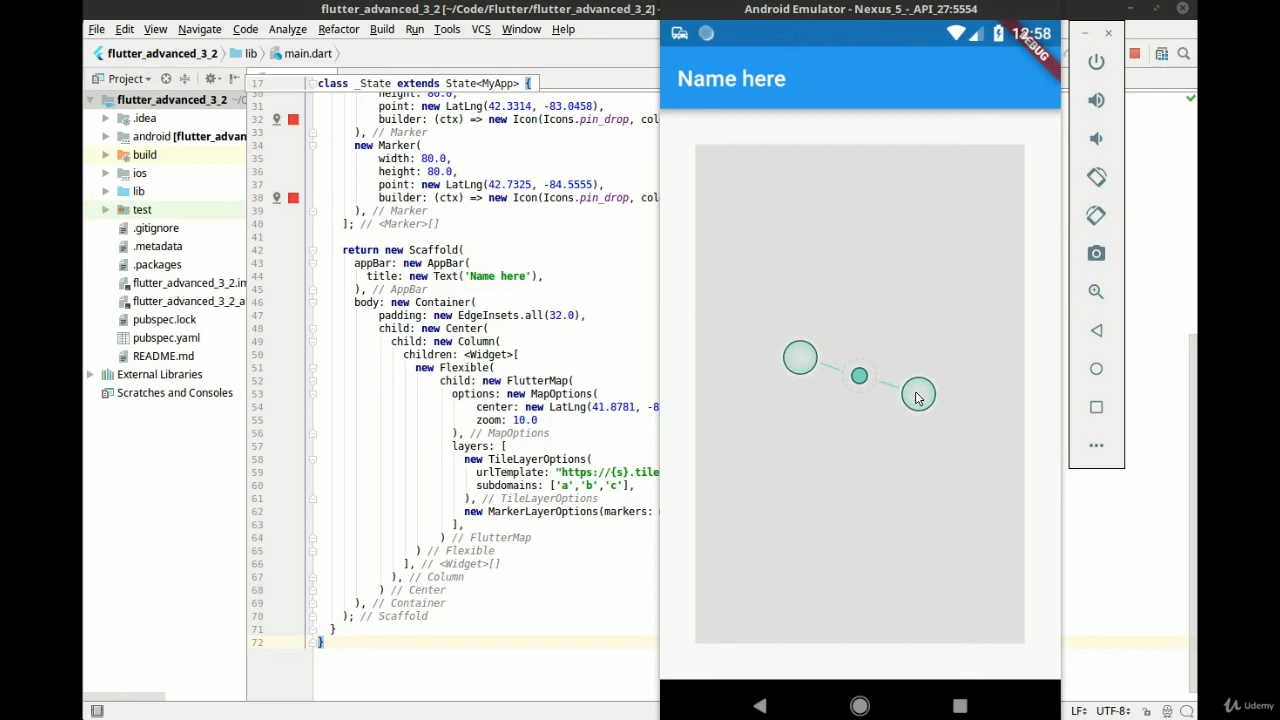 flutter_advanced_3_2 [~/Code/Flutter/flutter_advanced_3_2]
Android Emulator - Nexus_5 - API_27:5554
File Edit View Navigate Code Analyze Refactor Build Run Tools VCS Window Help
flutter_advanced_3_2 lib main.dart
12:58
DEBUG
Name here
Project
flutter_advanced_3_2
.idea
android [flutter_advan
build
ios
lib
test
.gitignore
.metadata
.packages
flutter_advanced_3_2.im
flutter_advanced_3_2_a
pubspec.lock
pubspec.yaml
README.md
External Libraries
Scratches and Consoles
17 class _State extends State<MyApp> {
30 height: 80.0,
31 point: new LatLng(42.3314, -83.0458),
32 builder: (ctx) => new Icon(Icons.pin_drop, col
33 ), // Marker
34 new Marker(
35 width: 80.0,
36 height: 80.0,
37 point: new LatLng(42.7325, -84.5555),
38 builder: (ctx) => new Icon(Icons.pin_drop, col
39 ), // Marker
40 ]; // <Marker>[]
41
42 return new Scaffold(
43 appBar: new AppBar(
44 title: new Text('Name here'),
45 ), // AppBar
46 body: new Container(
47 padding: new EdgeInsets.all(32.0),
48 child: new Center(
49 child: new Column(
50 children: <Widget>[
51 new Flexible(
52 child: new FlutterMap(
53 options: new MapOptions(
54 center: new LatLng(41.8781, -8
55 zoom: 10.0
56 ), // MapOptions
57 layers: [
58 new TileLayerOptions(
59 urlTemplate: "https://{s}.tile
60 subdomains: ['a','b','c'],
61 ), // TileLayerOptions
62 new MarkerLayerOptions(markers:
63 ],
64 ) // FlutterMap
65 ) // Flexible
66 ], // <Widget>[]
67 ), // Column
68 ) // Center
69 ), // Container
70 ); // Scaffold
71 }
72 }
LF UTF-8
Udemy